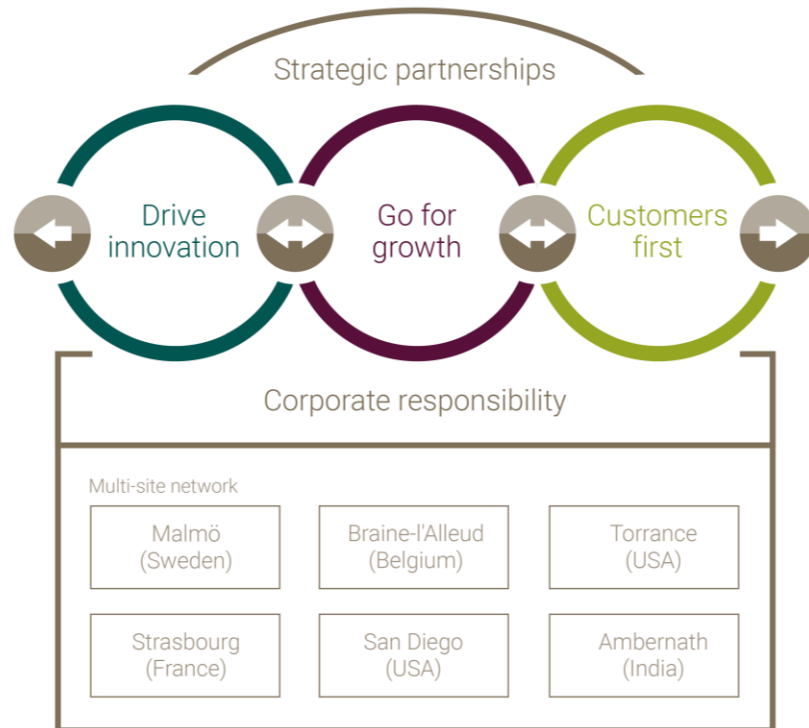 Strategic partnerships
Drive
innovation
Go for
growth
Customers
first
Corporate responsibility
Multi-site network
Malmö
(Sweden)
Braine-l'Alleud
(Belgium)
Torrance
(USA)
Strasbourg
(France)
San Diego
(USA)
Ambernath
(India)